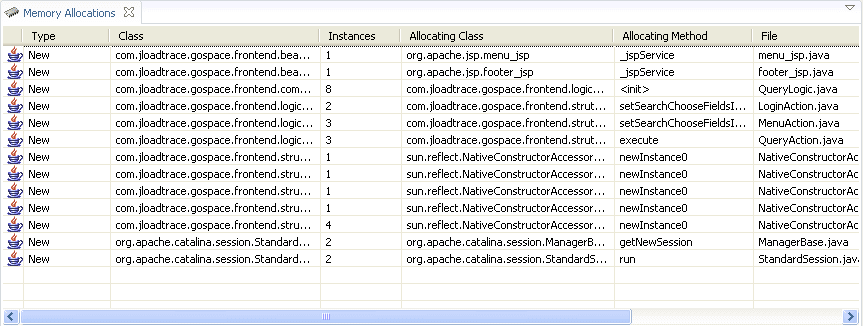 Memory Allocations
Type Class Instances Allocating Class Allocating Method File
New com.jloadtrace.gospace.frontend.bea... 1 org.apache.jsp.menu_jsp _jspService menu_jsp.java
New com.jloadtrace.gospace.frontend.bea... 1 org.apache.jsp.footer_jsp _jspService footer_jsp.java
New com.jloadtrace.gospace.frontend.com... 8 com.jloadtrace.gospace.frontend.logic... <init> QueryLogic.java
New com.jloadtrace.gospace.frontend.logic... 2 com.jloadtrace.gospace.frontend.strut... setSearchChooseFieldsI... LoginAction.java
New com.jloadtrace.gospace.frontend.logic... 3 com.jloadtrace.gospace.frontend.strut... setSearchChooseFieldsI... MenuAction.java
New com.jloadtrace.gospace.frontend.logic... 3 com.jloadtrace.gospace.frontend.strut... execute QueryAction.java
New com.jloadtrace.gospace.frontend.stru... 1 sun.reflect.NativeConstructorAccessor... newInstance0 NativeConstructorAc
New com.jloadtrace.gospace.frontend.stru... 1 sun.reflect.NativeConstructorAccessor... newInstance0 NativeConstructorAc
New com.jloadtrace.gospace.frontend.stru... 1 sun.reflect.NativeConstructorAccessor... newInstance0 NativeConstructorAc
New com.jloadtrace.gospace.frontend.stru... 1 sun.reflect.NativeConstructorAccessor... newInstance0 NativeConstructorAc
New com.jloadtrace.gospace.frontend.stru... 4 sun.reflect.NativeConstructorAccessor... newInstance0 NativeConstructorAc
New org.apache.catalina.session.Standard... 2 org.apache.catalina.session.ManagerB... getNewSession ManagerBase.java
New org.apache.catalina.session.Standard... 2 org.apache.catalina.session.StandardS... run StandardSession.java